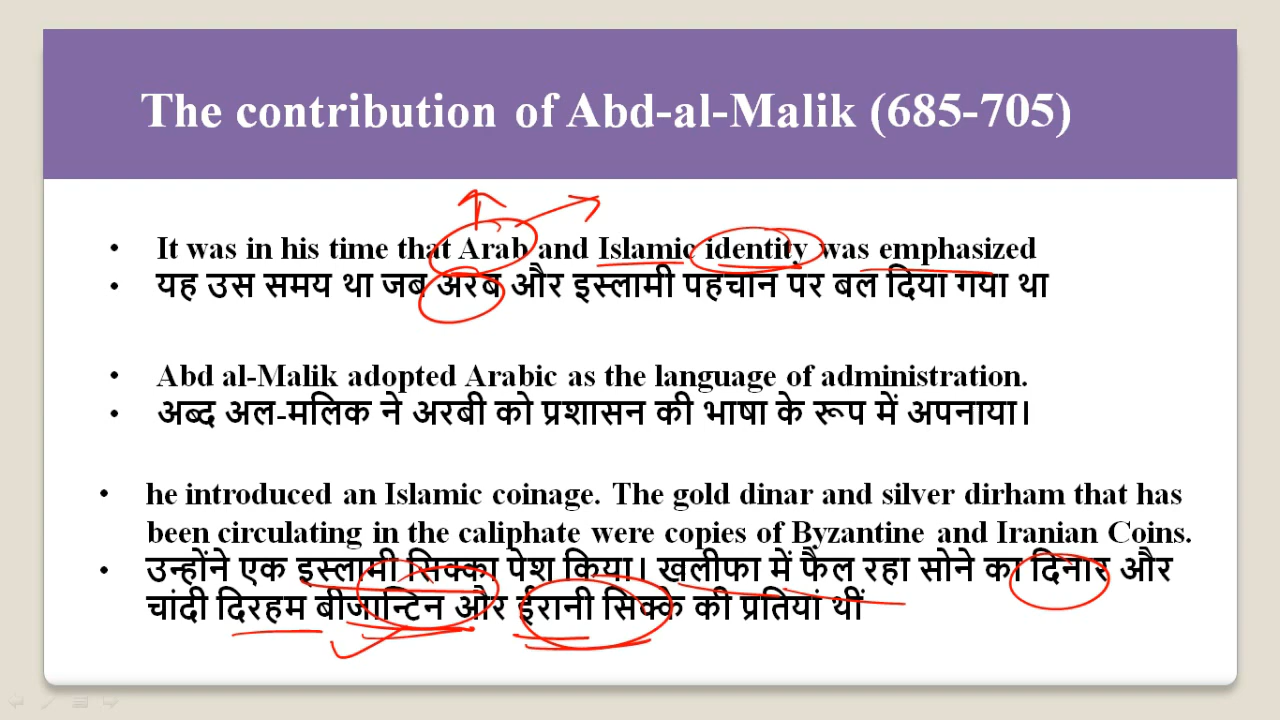 The contribution of Abd-al-Malik (685-705)
• It was in his time that Arab and Islamic identity was emphasized
• यह उस समय था जब अरब और इस्लामी पहचान पर बल दिया गया था
• Abd al-Malik adopted Arabic as the language of administration.
• अब्द अल-मलिक ने अरबी को प्रशासन की भाषा के रूप में अपनाया।
• he introduced an Islamic coinage. The gold dinar and silver dirham that has
been circulating in the caliphate were copies of Byzantine and Iranian Coins.
• उन्होंने एक इस्लामी सिक्का पेश किया। खलीफा में फैल रहा सोने का दिनार और
चांदी दिरहम बीजान्टिन और ईरानी सिक्के की प्रतियां थीं